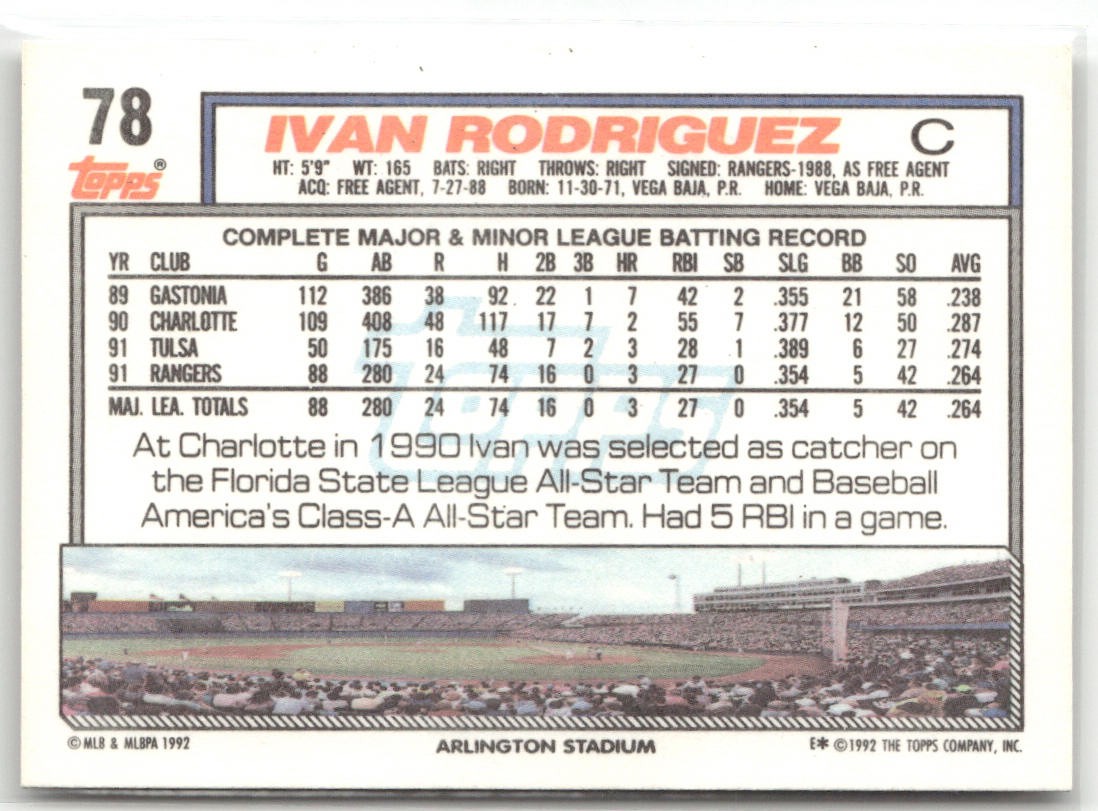 78
topps®
IVAN RODRIGUEZ C
HT: 5'9" WT: 165 BATS: RIGHT THROWS: RIGHT SIGNED: RANGERS-1988, AS FREE AGENT
ACQ: FREE AGENT, 7-27-88 BORN: 11-30-71, VEGA BAJA, P.R. HOME: VEGA BAJA, P.R.
COMPLETE MAJOR & MINOR LEAGUE BATTING RECORD
YR CLUB G AB R H 2B 3B HR RBI SB SLG BB SO AVG
89 GASTONIA 112 386 38 92 22 1 7 42 2 .355 21 58 .238
90 CHARLOTTE 109 408 48 117 17 7 2 55 7 .377 12 50 .287
91 TULSA 50 175 16 48 7 2 3 28 1 .389 6 27 .274
91 RANGERS 88 280 24 74 16 0 3 27 0 .354 5 42 .264
MAJ. LEA. TOTALS 88 280 24 74 16 0 3 27 0 .354 5 42 .264
topps
At Charlotte in 1990 Ivan was selected as catcher on
the Florida State League All-Star Team and Baseball
America's Class-A All-Star Team. Had 5 RBI in a game.
© MLB & MLBPA 1992 ARLINGTON STADIUM E* © 1992 THE TOPPS COMPANY, INC.